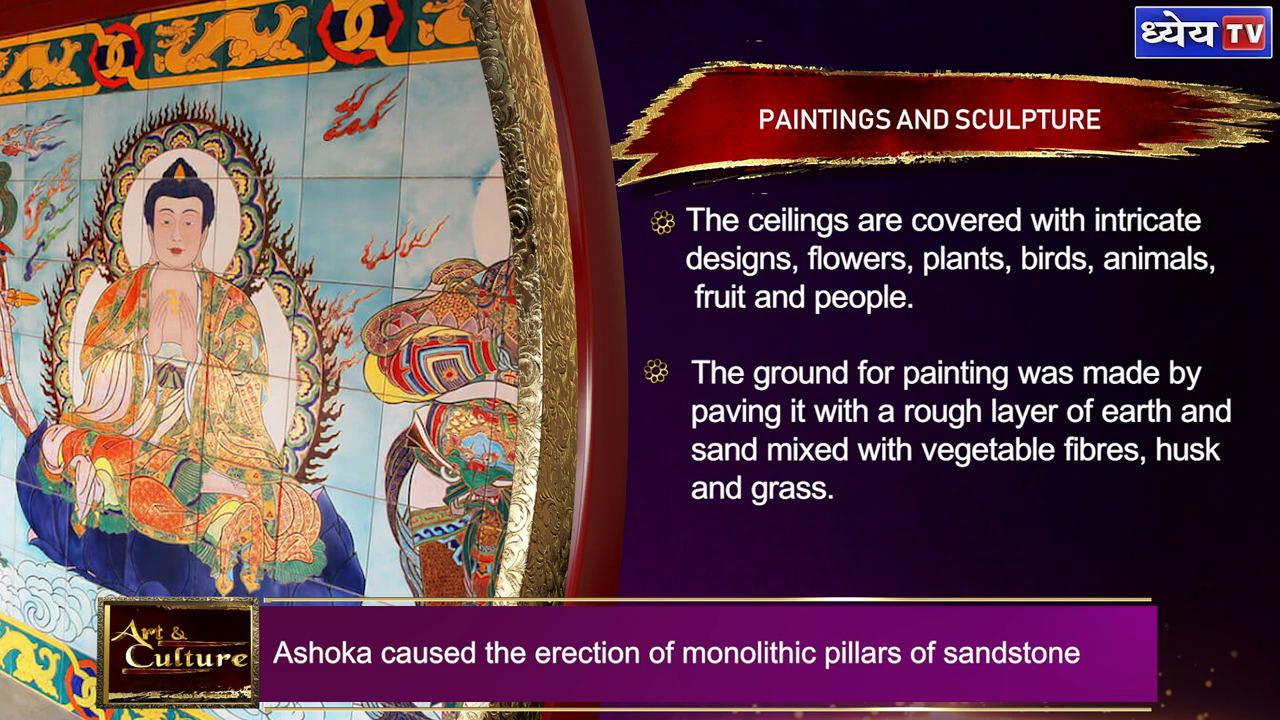 ध्येय TV
PAINTINGS AND SCULPTURE
The ceilings are covered with intricate
designs, flowers, plants, birds, animals,
fruit and people.
The ground for painting was made by
paving it with a rough layer of earth and
sand mixed with vegetable fibres, husk
and grass.
Art &
Culture
Ashoka caused the erection of monolithic pillars of sandstone